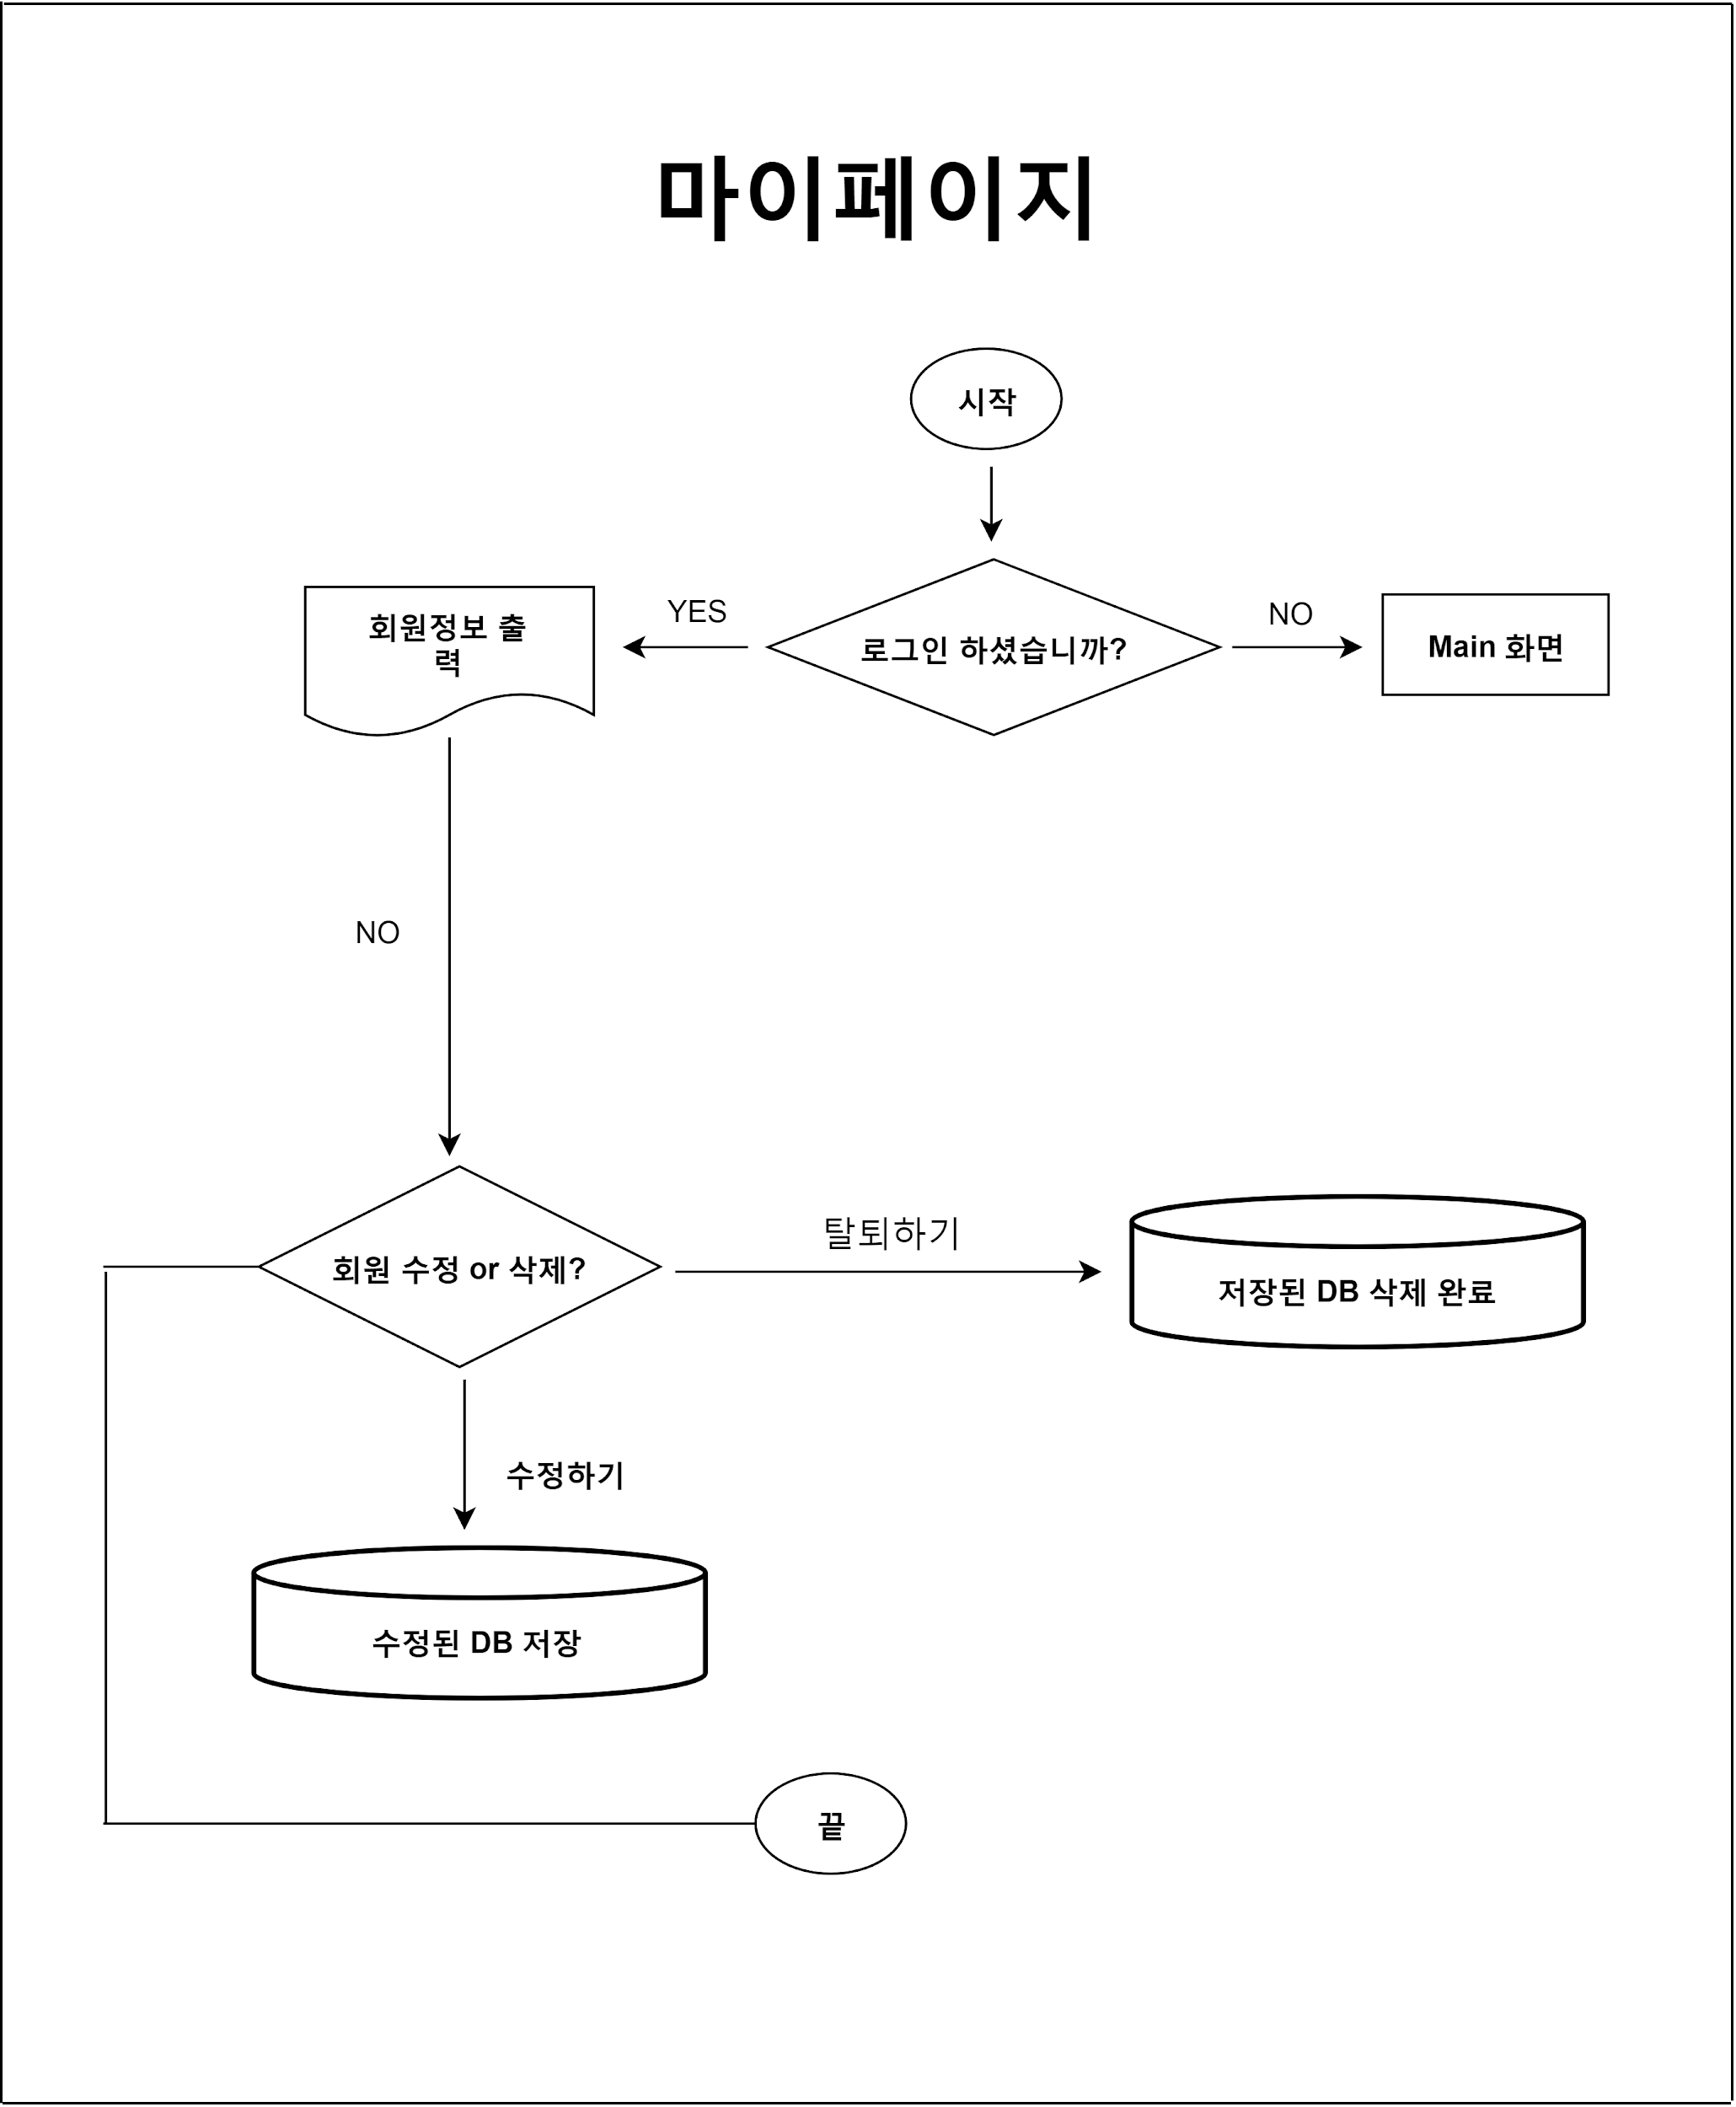 마이페이지
시작
YES
NO
회원정보 출
력
로그인 하셨습니까?
Main 화면
NO
탈퇴하기
회원 수정 or 삭제?
저장된 DB 삭제 완료
수정하기
수정된 DB 저장
끝